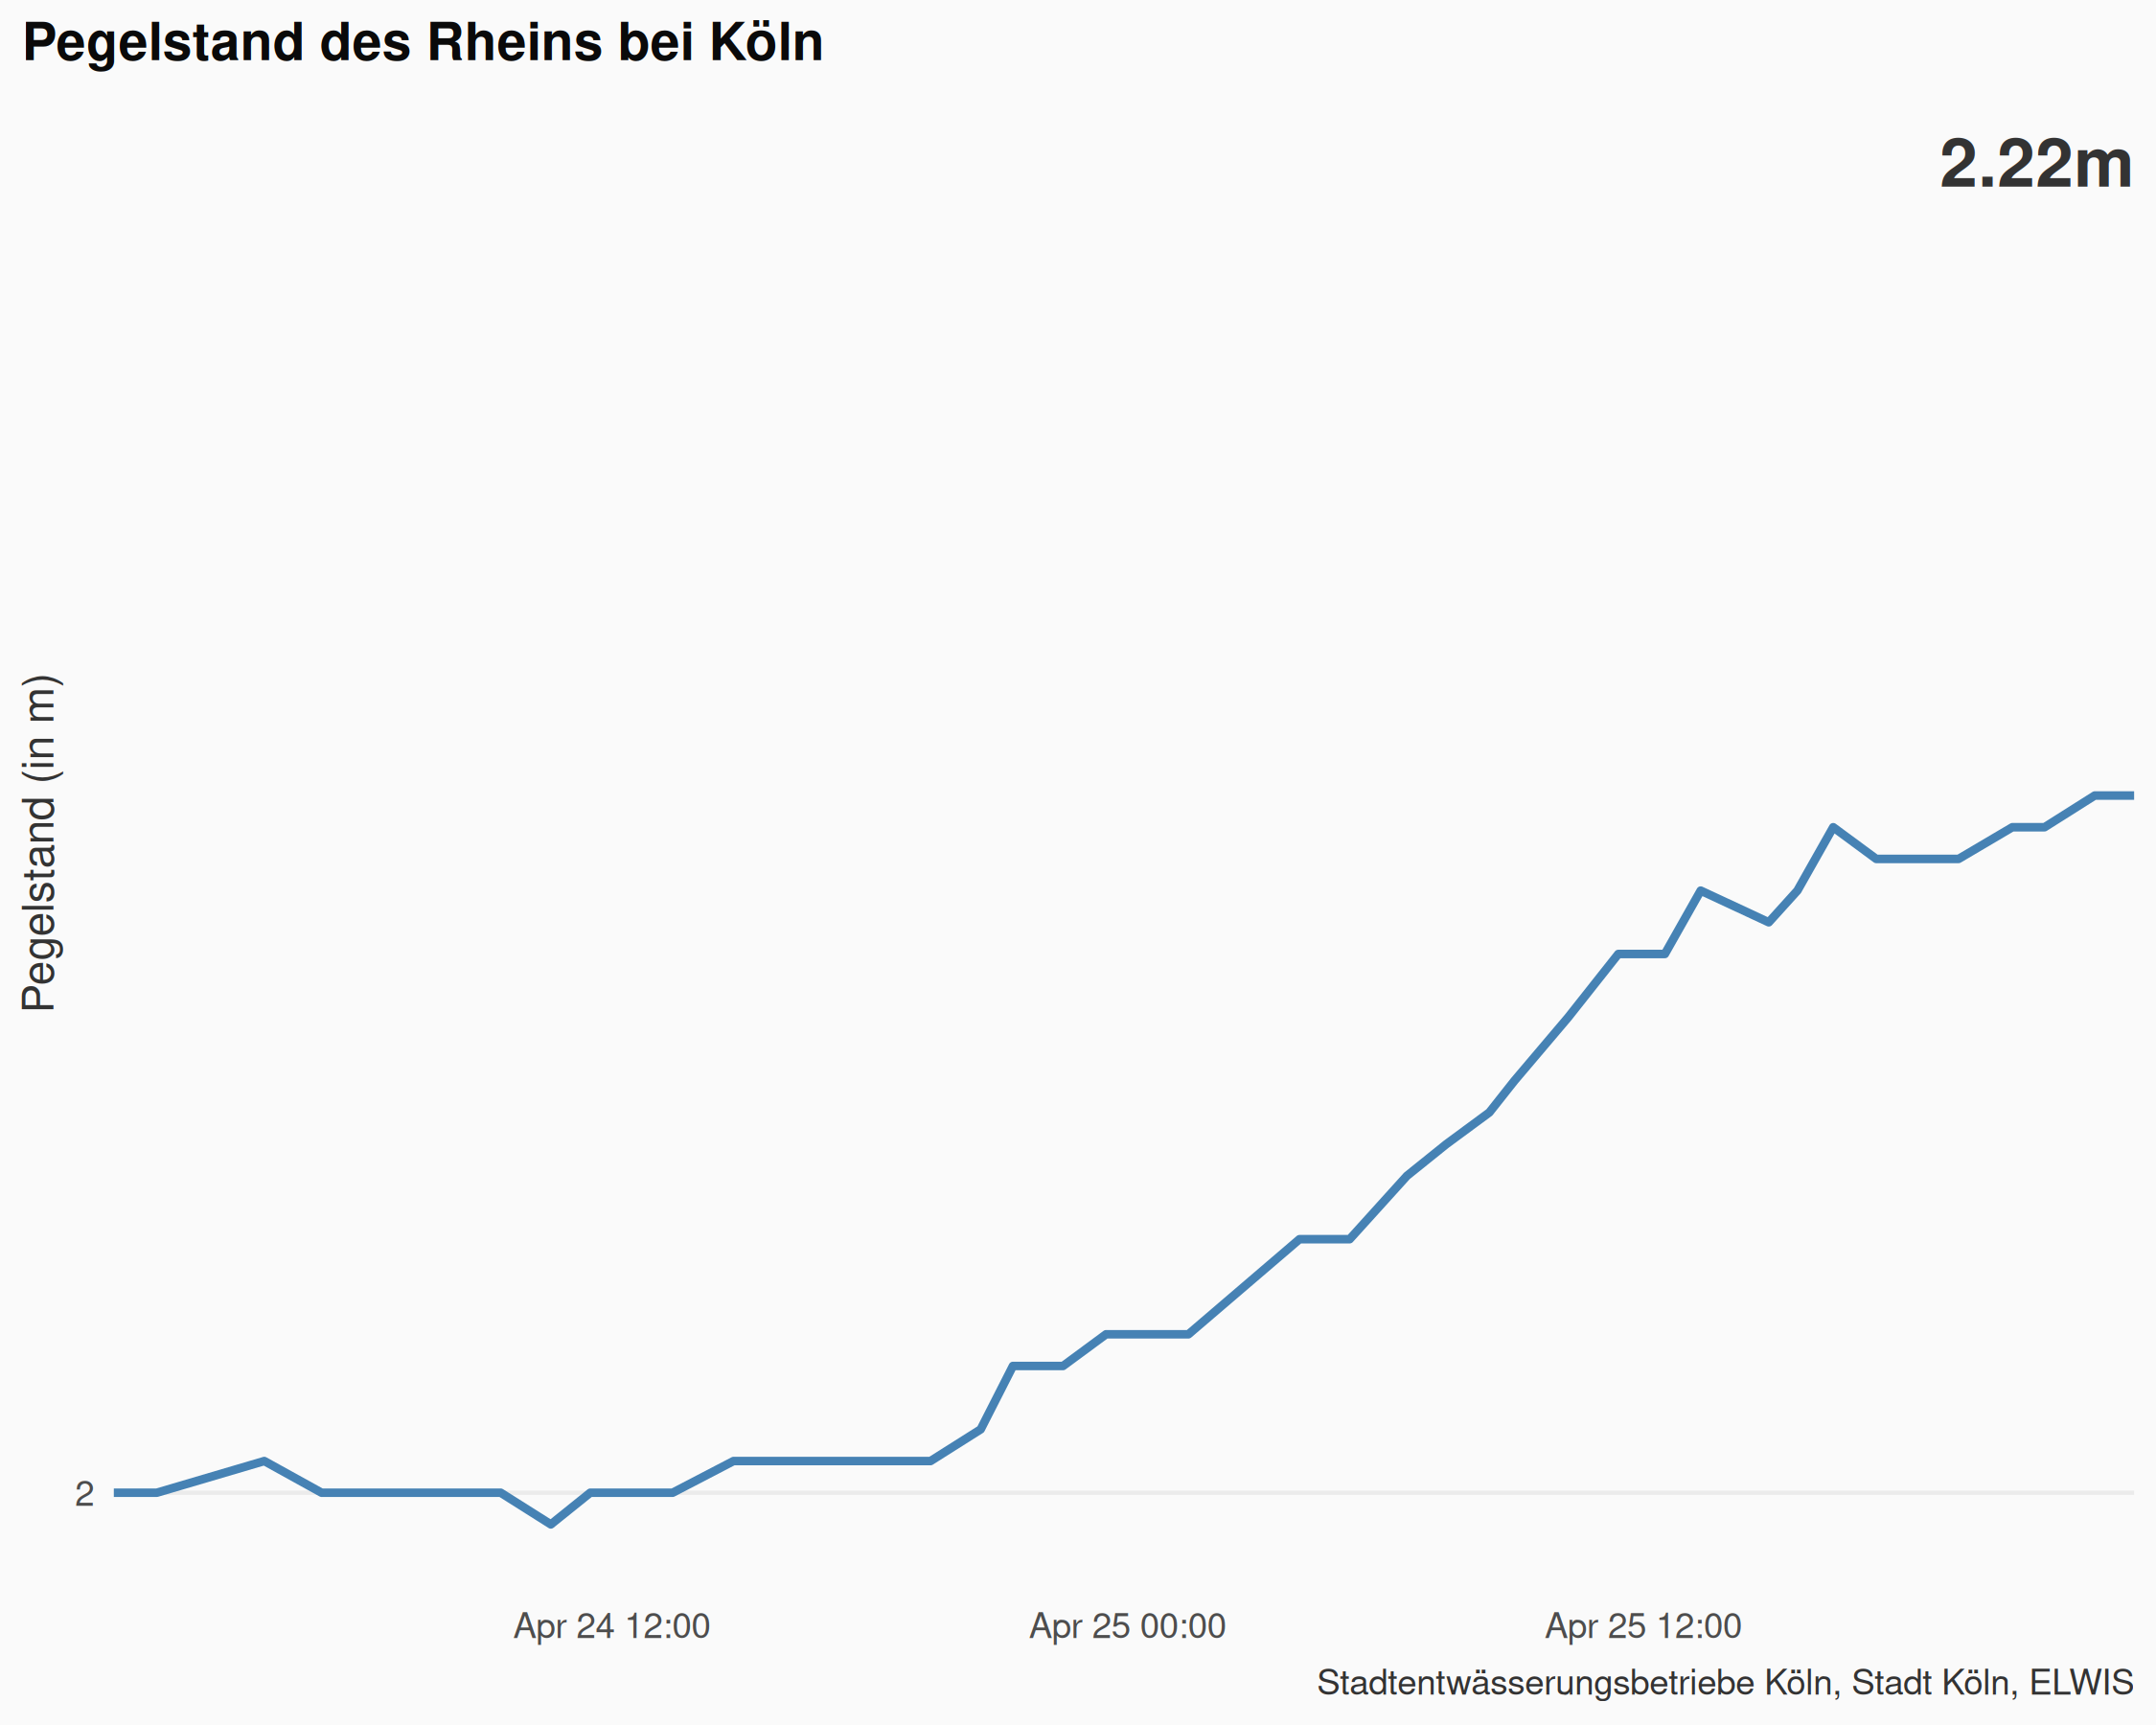 Pegelstand des Rheins bei Köln
2.22m
Pegelstand (in m)
2
Apr 24 12:00
Apr 25 00:00
Apr 25 12:00
Stadtentwässerungsbetriebe Köln, Stadt Köln, ELWIS